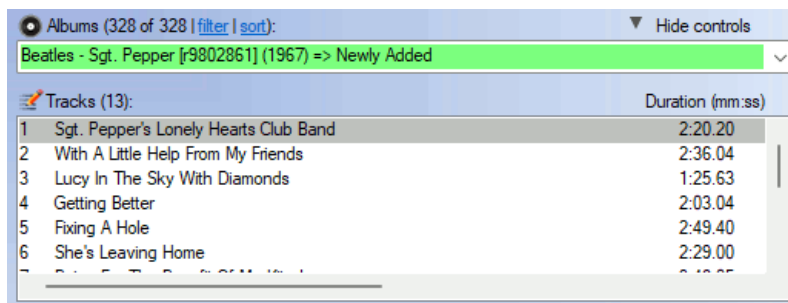 Albums (328 of 328 | filter | sort):
Hide controls
Beatles - Sgt. Pepper [r9802861] (1967) => Newly Added
Tracks (13):
Duration (mm:ss)
1 Sgt. Pepper's Lonely Hearts Club Band 2:20.20
2 With A Little Help From My Friends 2:36.04
3 Lucy In The Sky With Diamonds 1:25.63
4 Getting Better 2:03.04
5 Fixing A Hole 2:49.40
6 She's Leaving Home 2:29.00